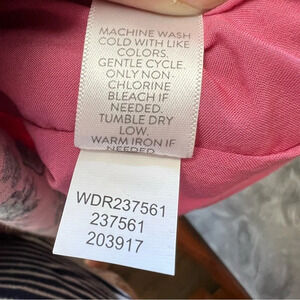 MACHINE WASH
COLD WITH LIKE
COLORS.
GENTLE CYCLE.
ONLY NON-
CHLORINE
BLEACH IF
NEEDED.
TUMBLE DRY
LOW.
WARM IRON IF
NEEDED
WDR237561
237561
203917